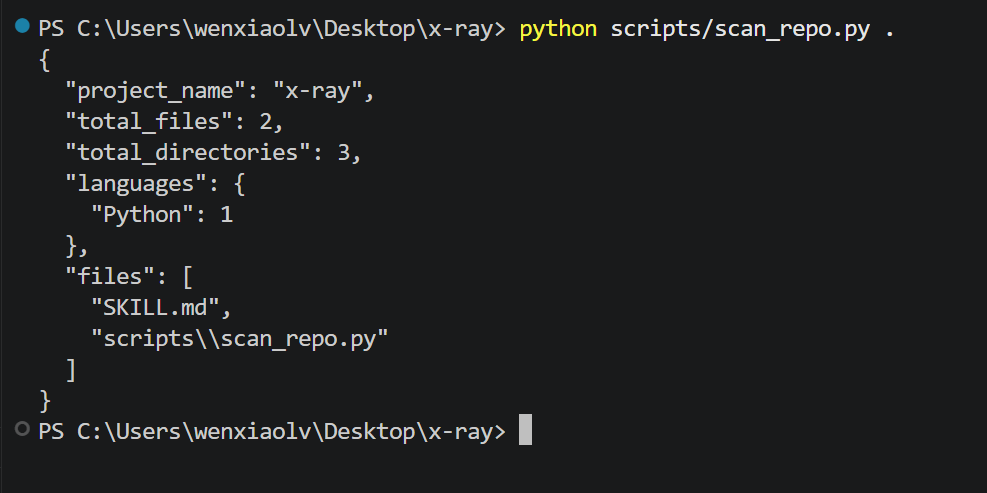 PS C:\Users\wenxiaolv\Desktop\x-ray> python scripts/scan_repo.py .
{
  "project_name": "x-ray",
  "total_files": 2,
  "total_directories": 3,
  "languages": {
    "Python": 1
  },
  "files": [
    "SKILL.md",
    "scripts\\scan_repo.py"
  ]
}
PS C:\Users\wenxiaolv\Desktop\x-ray>